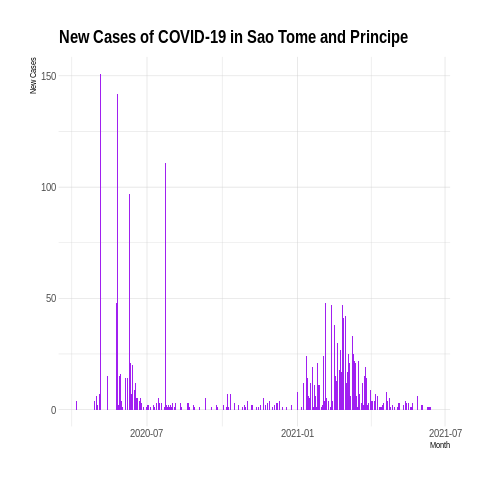 New Cases of COVID-19 in Sao Tome and Principe
New Cases
150
100
50
0
2020-07
2021-01
2021-07
Month